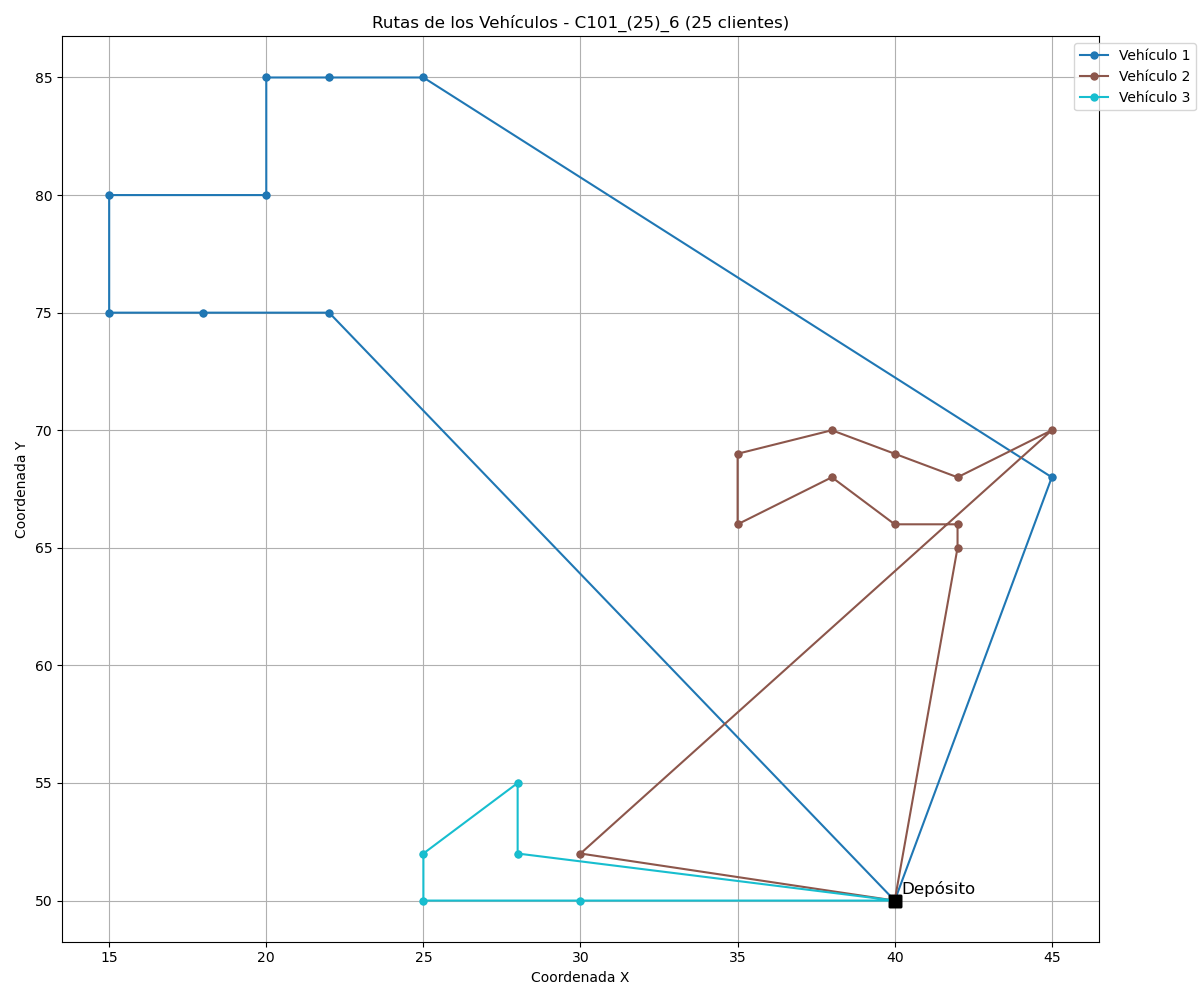 Rutas de los Vehículos - C101_(25)_6 (25 clientes)
Vehículo 1
Vehículo 2
Vehículo 3
85
80
75
70
65
60
55
50
Coordenada Y
Depósito
15 20 25 30 35 40 45
Coordenada X